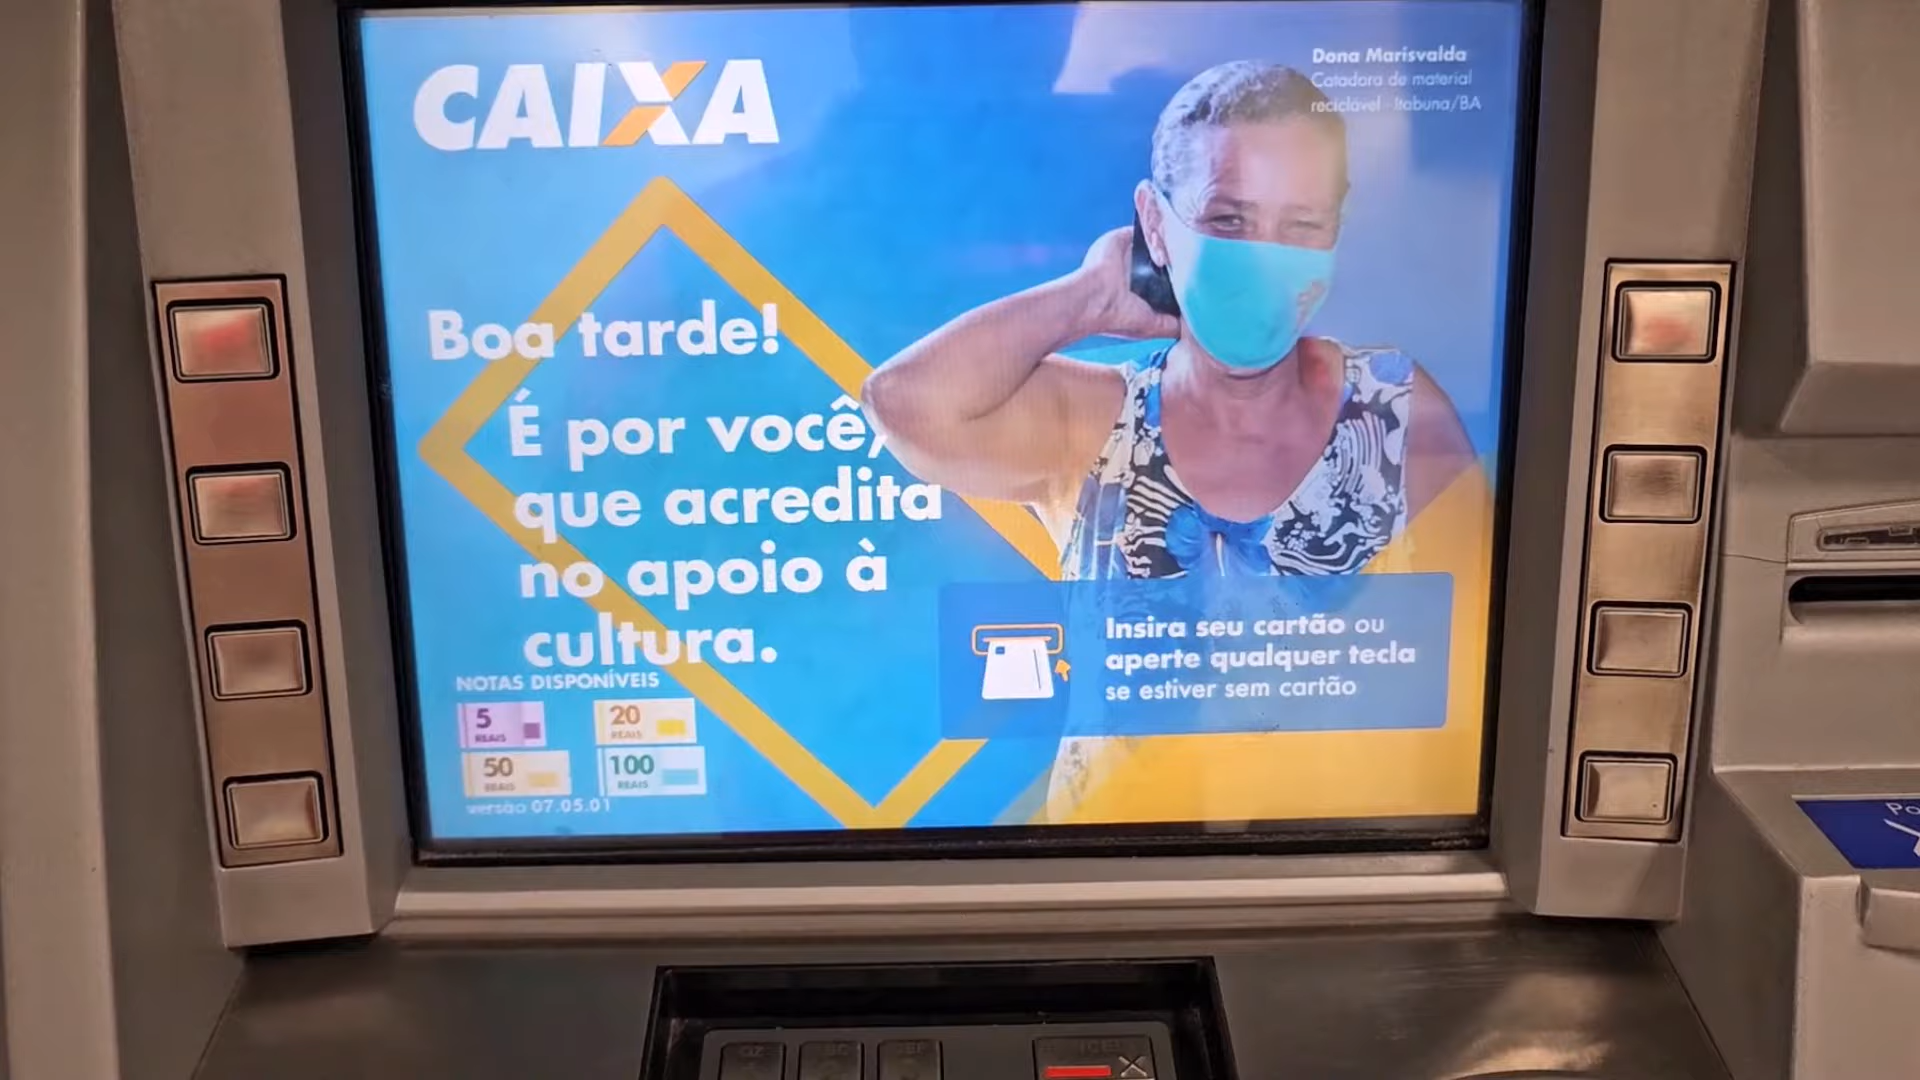 CAIXA
Dona Marisvalda
Catadora de material
reciclável - Itabuna/BA
Boa tarde!
É por você,
que acredita
no apoio à
cultura.
Insira seu cartão ou
aperte qualquer tecla
se estiver sem cartão
NOTAS DISPONÍVEIS
5
REAIS
20
REAIS
50
REAIS
100
REAIS
versão 07.05.01
QZ